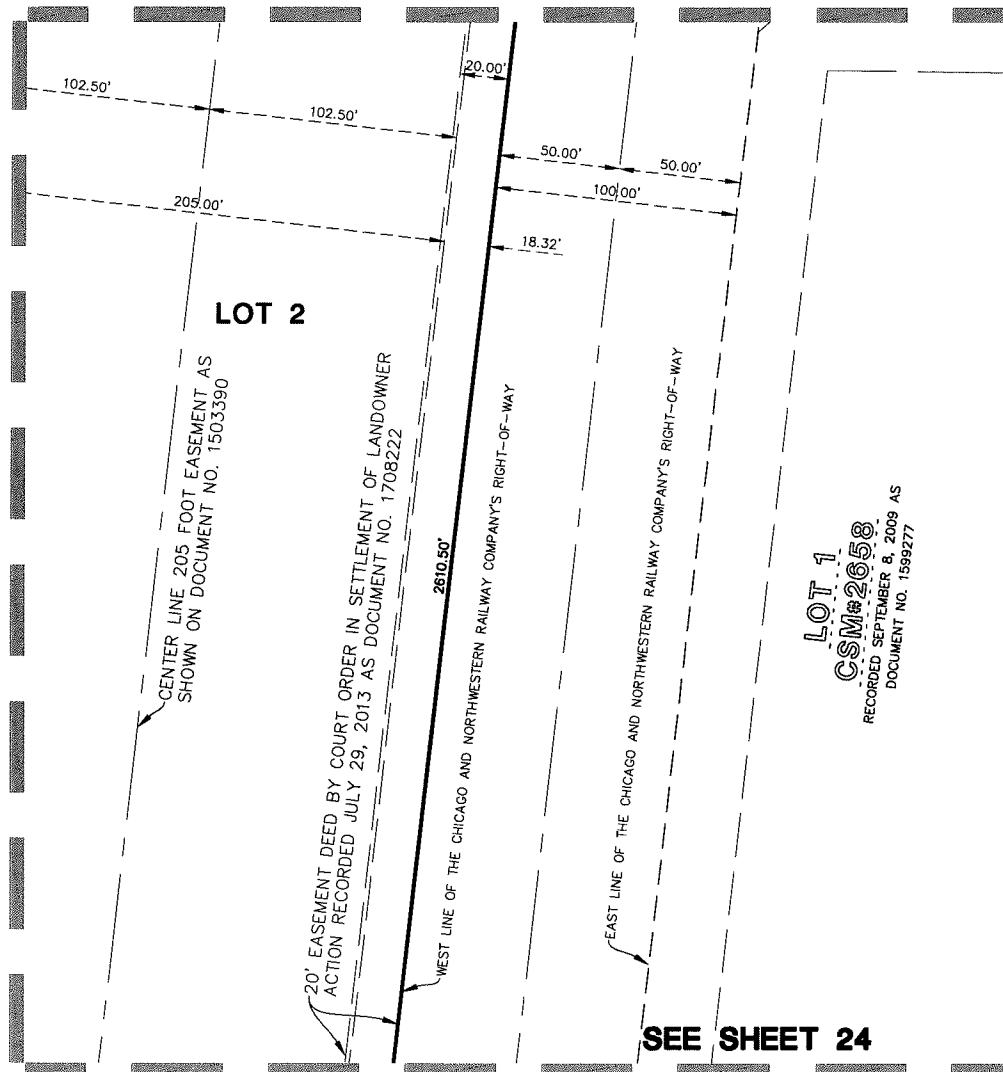 20.00'
102.50'
102.50'
50.00'
50.00'
100.00'
205.00'
18.32'
LOT 2
CENTER LINE 205 FOOT EASEMENT AS
SHOWN ON DOCUMENT NO. 1503390
20' EASEMENT DEED BY COURT ORDER IN SETTLEMENT OF LANDOWNER
ACTION RECORDED JULY 29, 2013 AS DOCUMENT NO. 1708222
2610.50'
WEST LINE OF THE CHICAGO AND NORTHWESTERN RAILWAY COMPANY'S RIGHT-OF-WAY
EAST LINE OF THE CHICAGO AND NORTHWESTERN RAILWAY COMPANY'S RIGHT-OF-WAY
LOT 1
CSM#2658
RECORDED SEPTEMBER 8, 2009 AS
DOCUMENT NO. 1599277
SEE SHEET 24